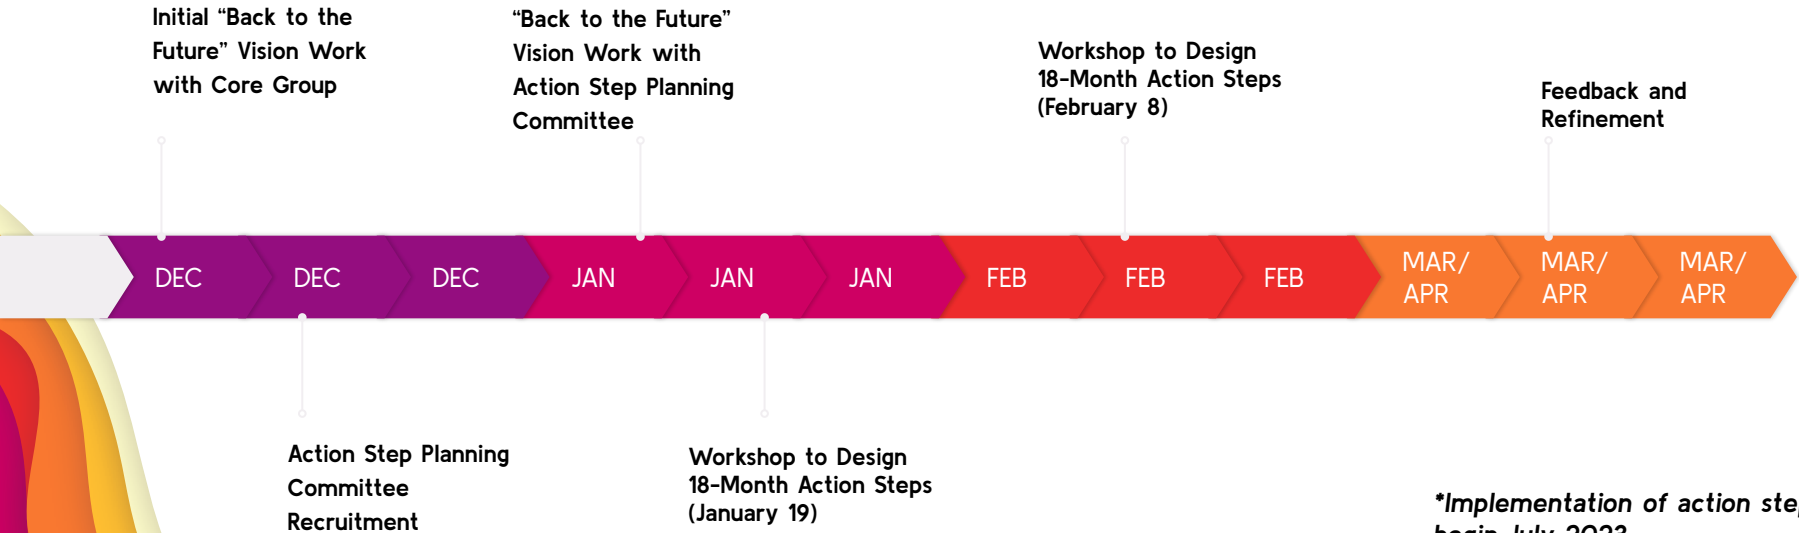 Initial “Back to the
Future” Vision Work
with Core Group
“Back to the Future”
Vision Work with
Action Step Planning
Committee
Workshop to Design
18-Month Action Steps
(February 8)
Feedback and
Refinement
DEC
DEC
DEC
JAN
JAN
JAN
FEB
FEB
FEB
MAR/
APR
MAR/
APR
MAR/
APR
Action Step Planning
Committee
Recruitment
Workshop to Design
18-Month Action Steps
(January 19)
*Implementation of action
begin July 2023